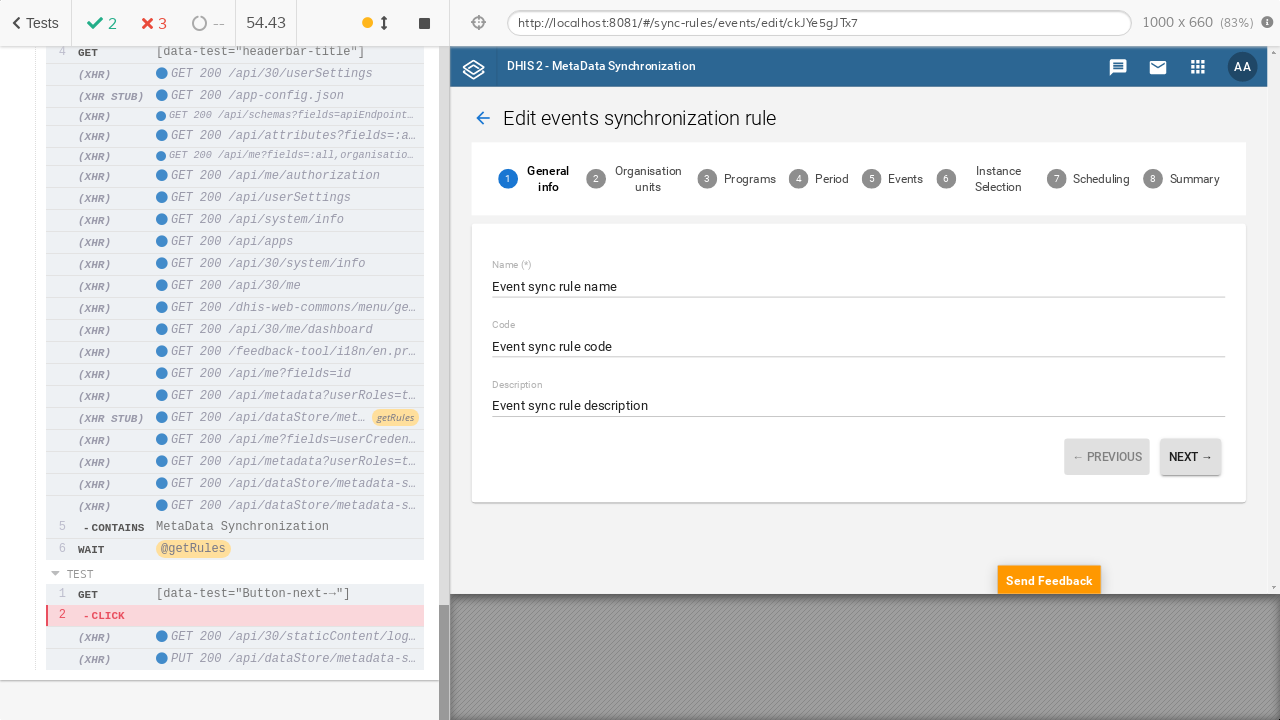 Tests 2 3 -- 54.43
http://localhost:8081/#/sync-rules/events/edit/ckJYe5gJTx7
1000 x 660 (83%)
4 GET [data-test="headerbar-title"]
(XHR) GET 200 /api/30/userSettings
(XHR STUB) GET 200 /app-config.json
(XHR) GET 200 /api/schemas?fields=apiEndpoint…
(XHR) GET 200 /api/attributes?fields=:a…
(XHR) GET 200 /api/me?fields=:all,organisatio…
(XHR) GET 200 /api/me/authorization
(XHR) GET 200 /api/userSettings
(XHR) GET 200 /api/system/info
(XHR) GET 200 /api/apps
(XHR) GET 200 /api/30/system/info
(XHR) GET 200 /api/30/me
(XHR) GET 200 /dhis-web-commons/menu/ge…
(XHR) GET 200 /api/30/me/dashboard
(XHR) GET 200 /feedback-tool/i18n/en.pr…
(XHR) GET 200 /api/me?fields=id
(XHR) GET 200 /api/metadata?userRoles=t…
(XHR STUB) GET 200 /api/dataStore/met… getRules
(XHR) GET 200 /api/me?fields=userCreden…
(XHR) GET 200 /api/metadata?userRoles=t…
(XHR) GET 200 /api/dataStore/metadata-s…
(XHR) GET 200 /api/dataStore/metadata-s…
5 -CONTAINS MetaData Synchronization
6 WAIT @getRules
TEST
1 GET [data-test="Button-next-→"]
2 -CLICK
(XHR) GET 200 /api/30/staticContent/log…
(XHR) PUT 200 /api/dataStore/metadata-s…
DHIS 2 - MetaData Synchronization
AA
Edit events synchronization rule
1 General info
2 Organisation units
3 Programs
4 Period
5 Events
6 Instance Selection
7 Scheduling
8 Summary
Name (*)
Event sync rule name
Code
Event sync rule code
Description
Event sync rule description
← PREVIOUS NEXT →
Send Feedback